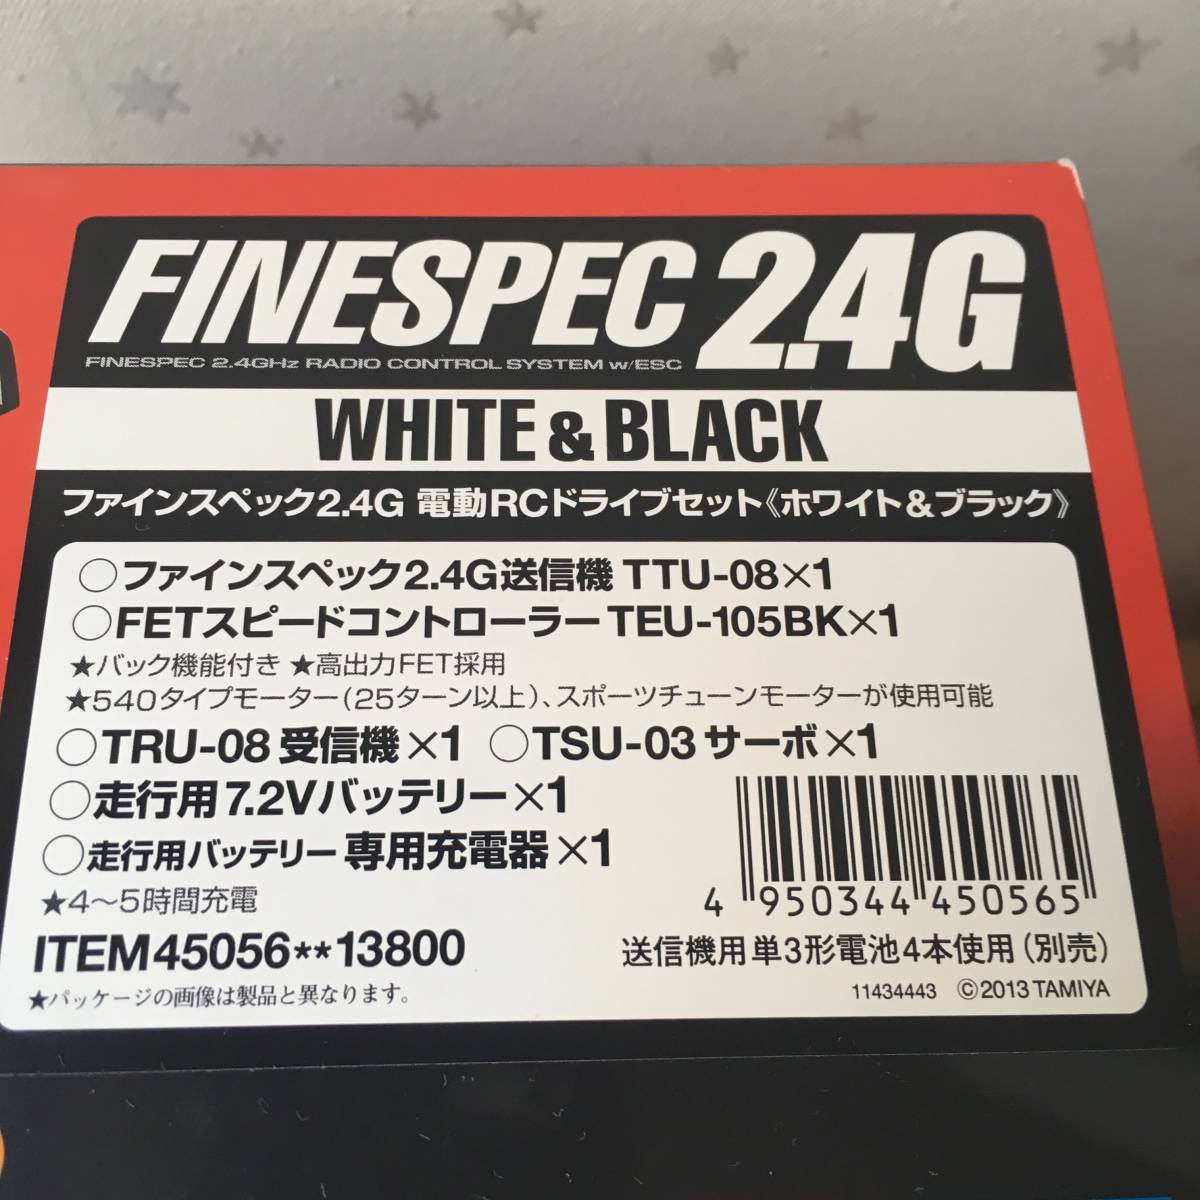 FINESPEC 2.4G
FINESPEC 2.4GHz RADIO CONTROL SYSTEM w/ESC
WHITE & BLACK
ファインスペック2.4G 電動RCドライブセット《ホワイト&ブラック》
○ファインスペック2.4G送信機 TTU-08×1
○FETスピードコントローラー TEU-105BK×1
★バック機能付き ★高出力FET採用
★540タイプモーター(25ターン以上)、スポーツチューンモーターが使用可能
○TRU-08 受信機×1 ○TSU-03 サーボ×1
○走行用7.2Vバッテリー×1
○走行用バッテリー 専用充電器×1
★4〜5時間充電
4 950344 450565
ITEM 45056**13800
送信機用単3形電池4本使用(別売)
★パッケージの画像は製品と異なります。
11434443 ©2013 TAMIYA